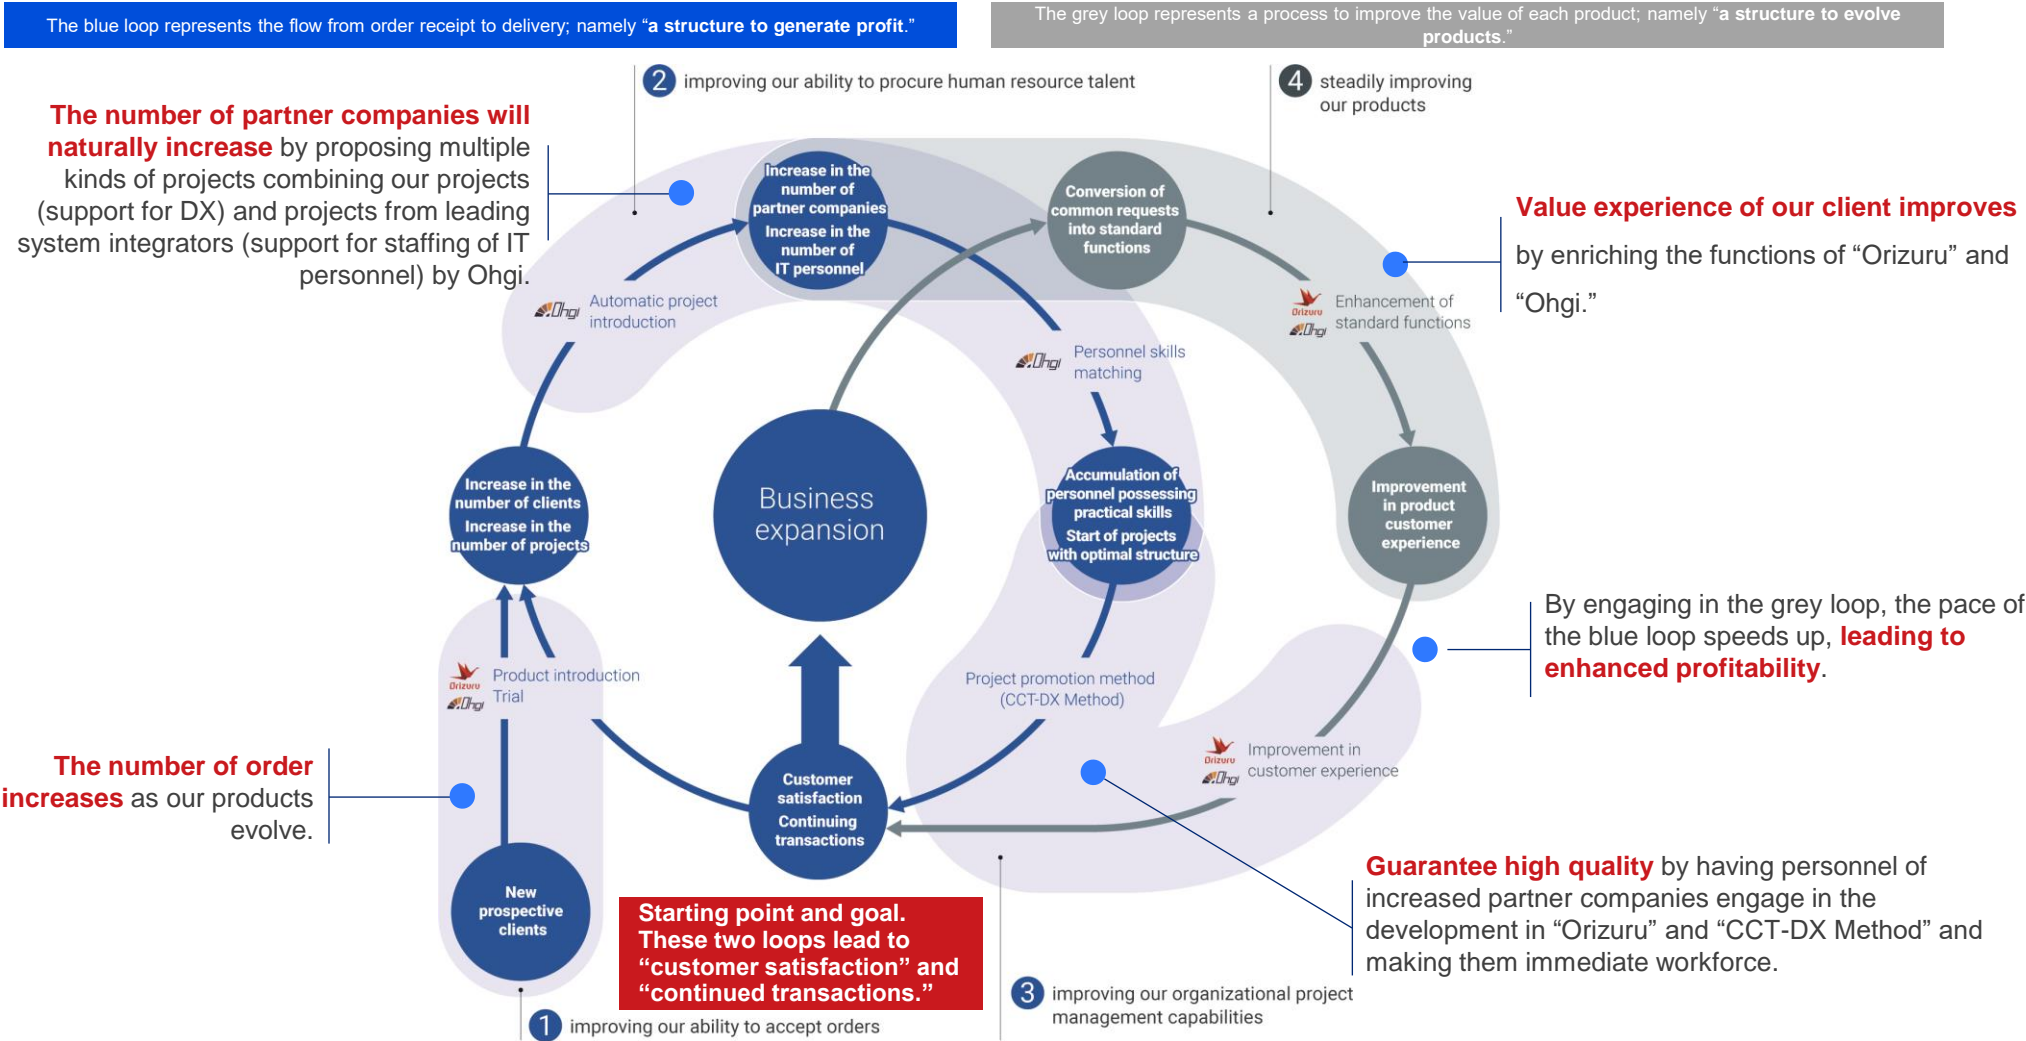 The blue loop represents the flow from order receipt to delivery; namely “a structure to generate profit.”
The grey loop represents a process to improve the value of each product; namely “a structure to evolve
products.”
2 improving our ability to procure human resource talent
4 steadily improving
our products
The number of partner companies will
naturally increase by proposing multiple
kinds of projects combining our projects
(support for DX) and projects from leading
system integrators (support for staffing of IT
personnel) by Ohgi.
Increase in the
number of
partner companies
Increase in the
number of
IT personnel
Conversion of
common requests
into standard
functions
Value experience of our client improves
by enriching the functions of “Orizuru” and
“Ohgi.”
Ohgi
Automatic project
introduction
Orizuru
Ohgi
Enhancement of
standard functions
Ohgi
Personnel skills
matching
Increase in the
number of clients
Increase in the
number of projects
Business
expansion
Accumulation of
personnel possessing
practical skills
Start of projects
with optimal structure
Improvement
in product
customer
experience
By engaging in the grey loop, the pace of
the blue loop speeds up, leading to
enhanced profitability.
Orizuru
Ohgi
Product introduction
Trial
Project promotion method
(CCT-DX Method)
Orizuru
Ohgi
Improvement in
customer experience
The number of order
increases as our products
evolve.
Customer
satisfaction
Continuing
transactions
New
prospective
clients
Starting point and goal.
These two loops lead to
“customer satisfaction” and
“continued transactions.”
Guarantee high quality by having personnel of
increased partner companies engage in the
development in “Orizuru” and “CCT-DX Method” and
making them immediate workforce.
3 improving our organizational project
management capabilities
1 improving our ability to accept orders